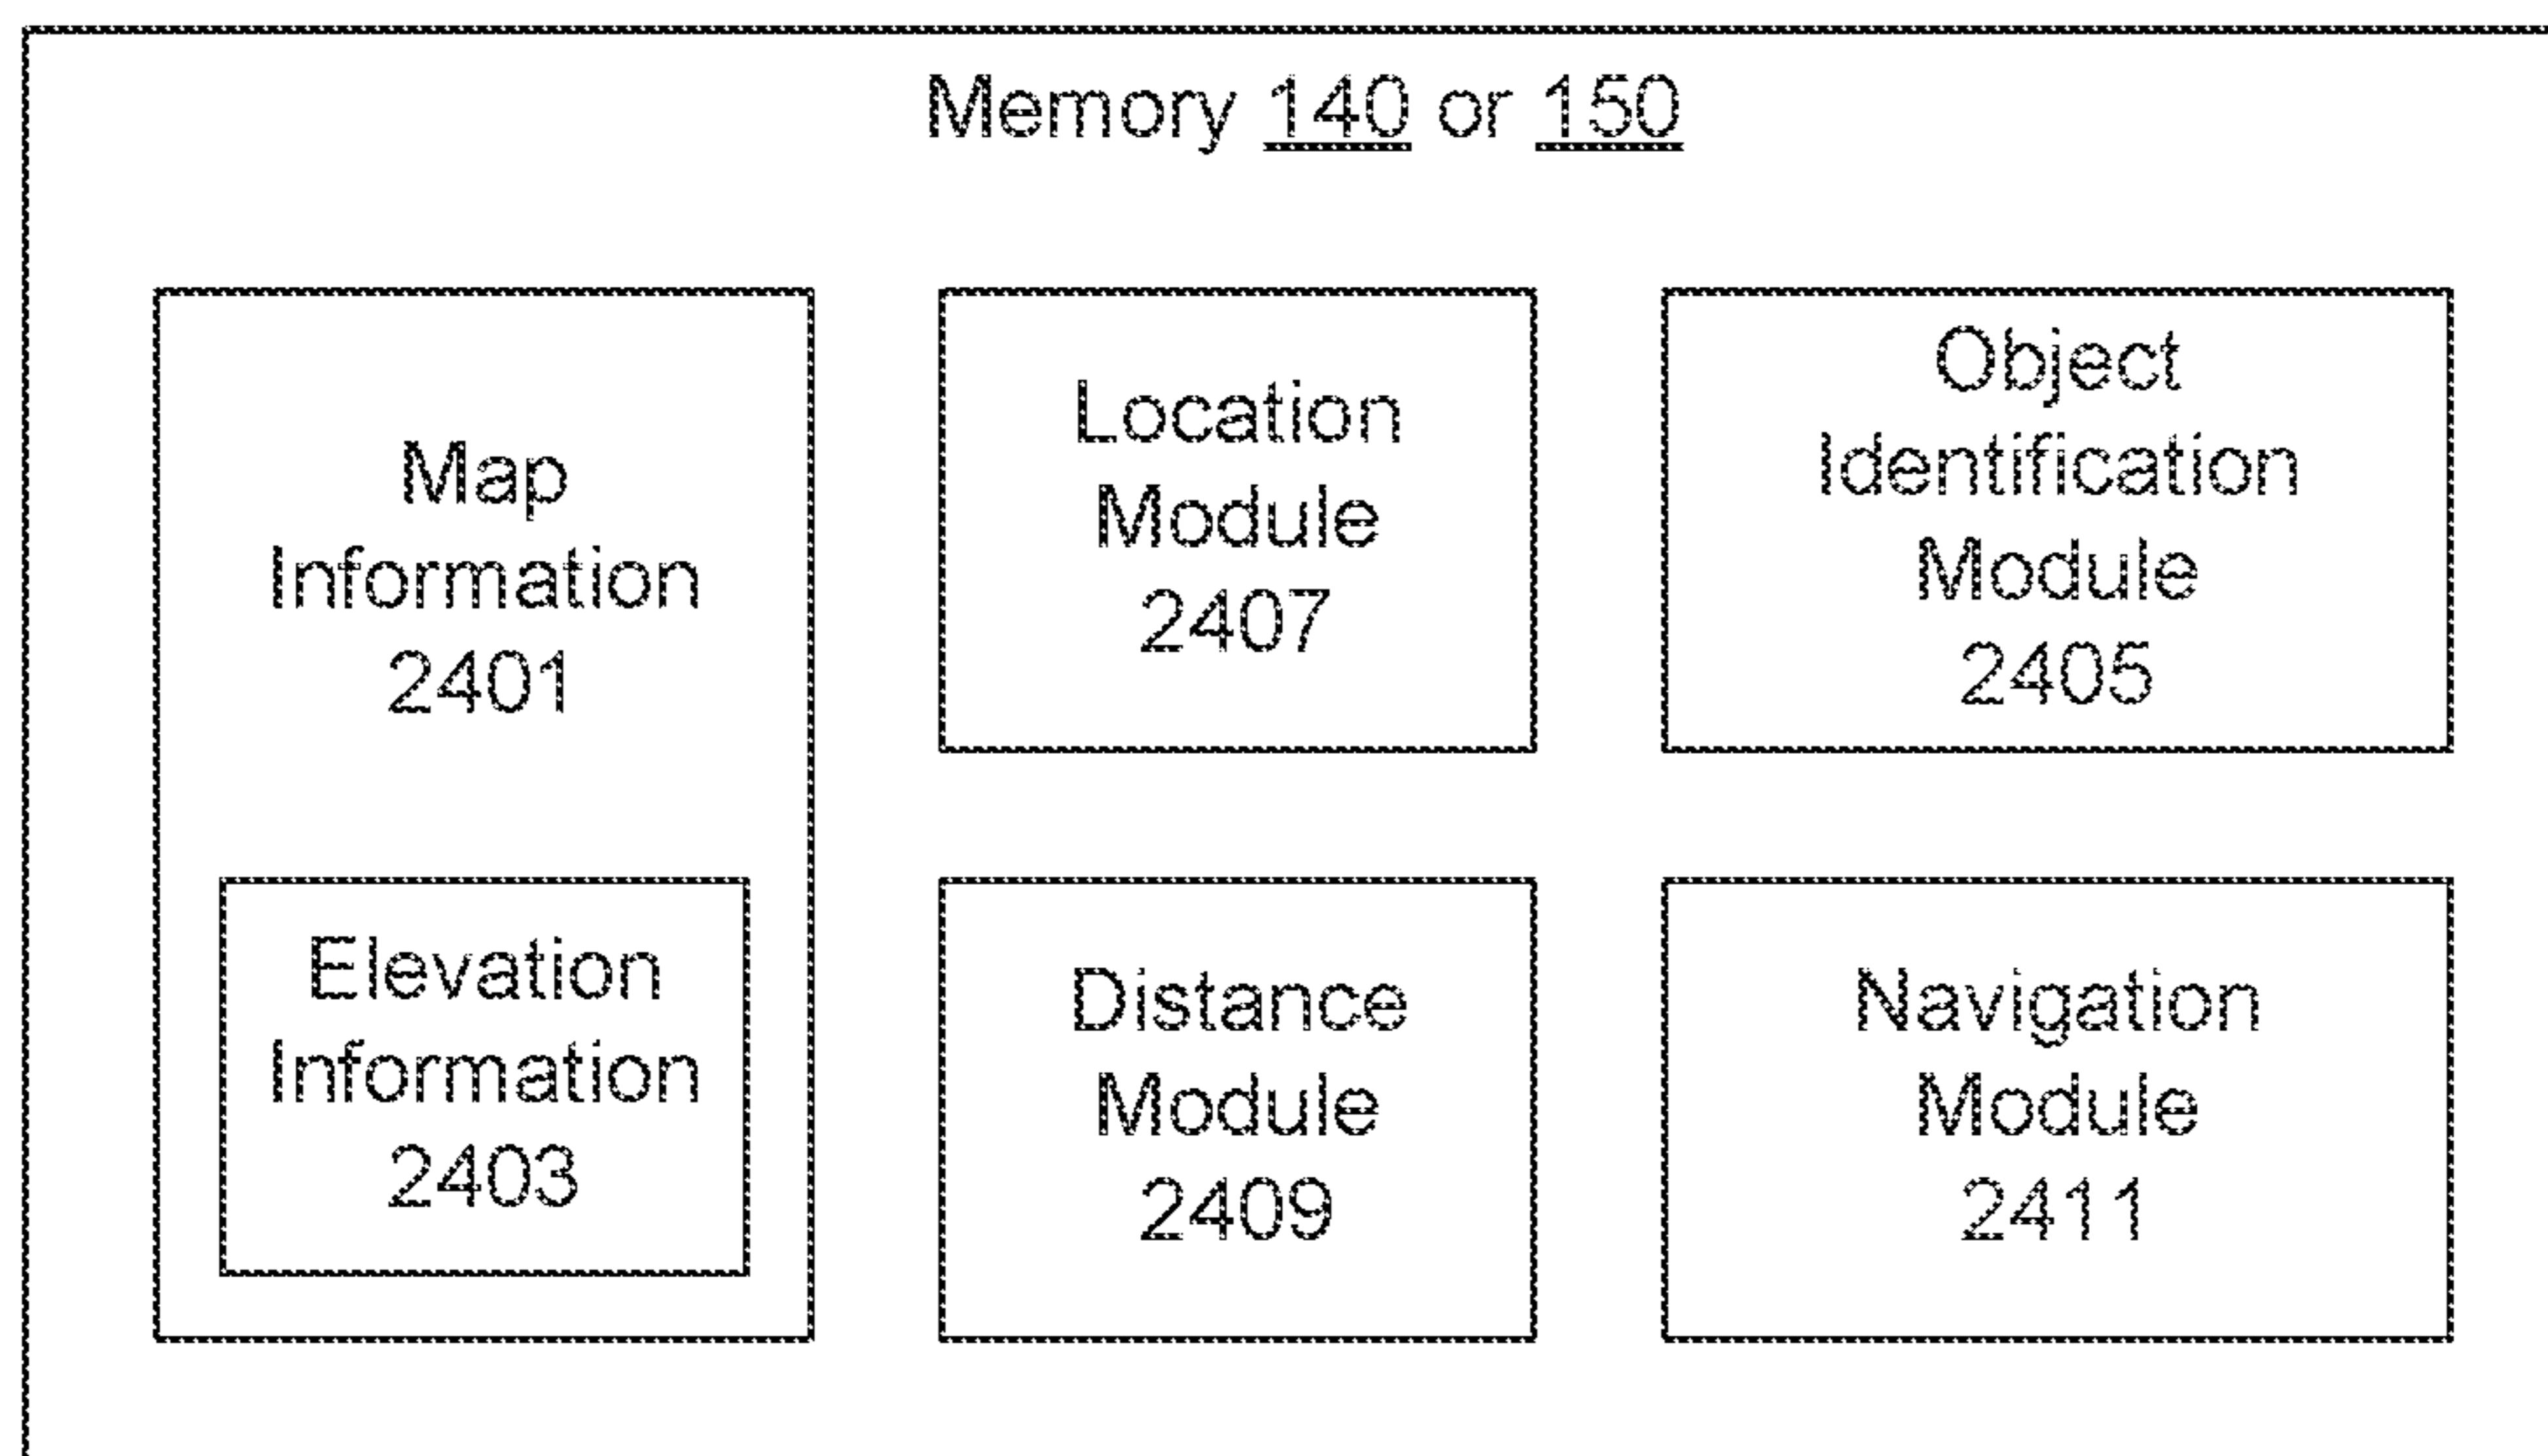 Memory 140 or 150
Map
Information
2401
Elevation
Information
2403
Location
Module
2407
Object
Identification
Module
2405
Distance
Module
2409
Navigation
Module
2411